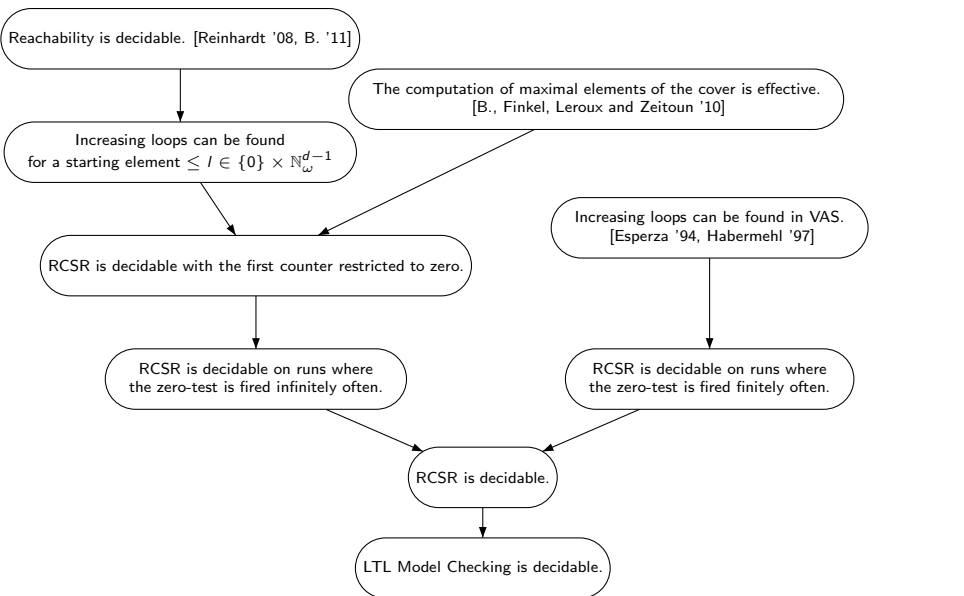 Reachability is decidable. [Reinhardt '08, B. '11]
The computation of maximal elements of the cover is effective.
[B., Finkel, Leroux and Zeitoun '10]
Increasing loops can be found
for a starting element ≤ l ∈ {0} × ℕ_ω^{d−1}
Increasing loops can be found in VAS.
[Esperza '94, Habermehl '97]
RCSR is decidable with the first counter restricted to zero.
RCSR is decidable on runs where
the zero-test is fired infinitely often.
RCSR is decidable on runs where
the zero-test is fired finitely often.
RCSR is decidable.
LTL Model Checking is decidable.